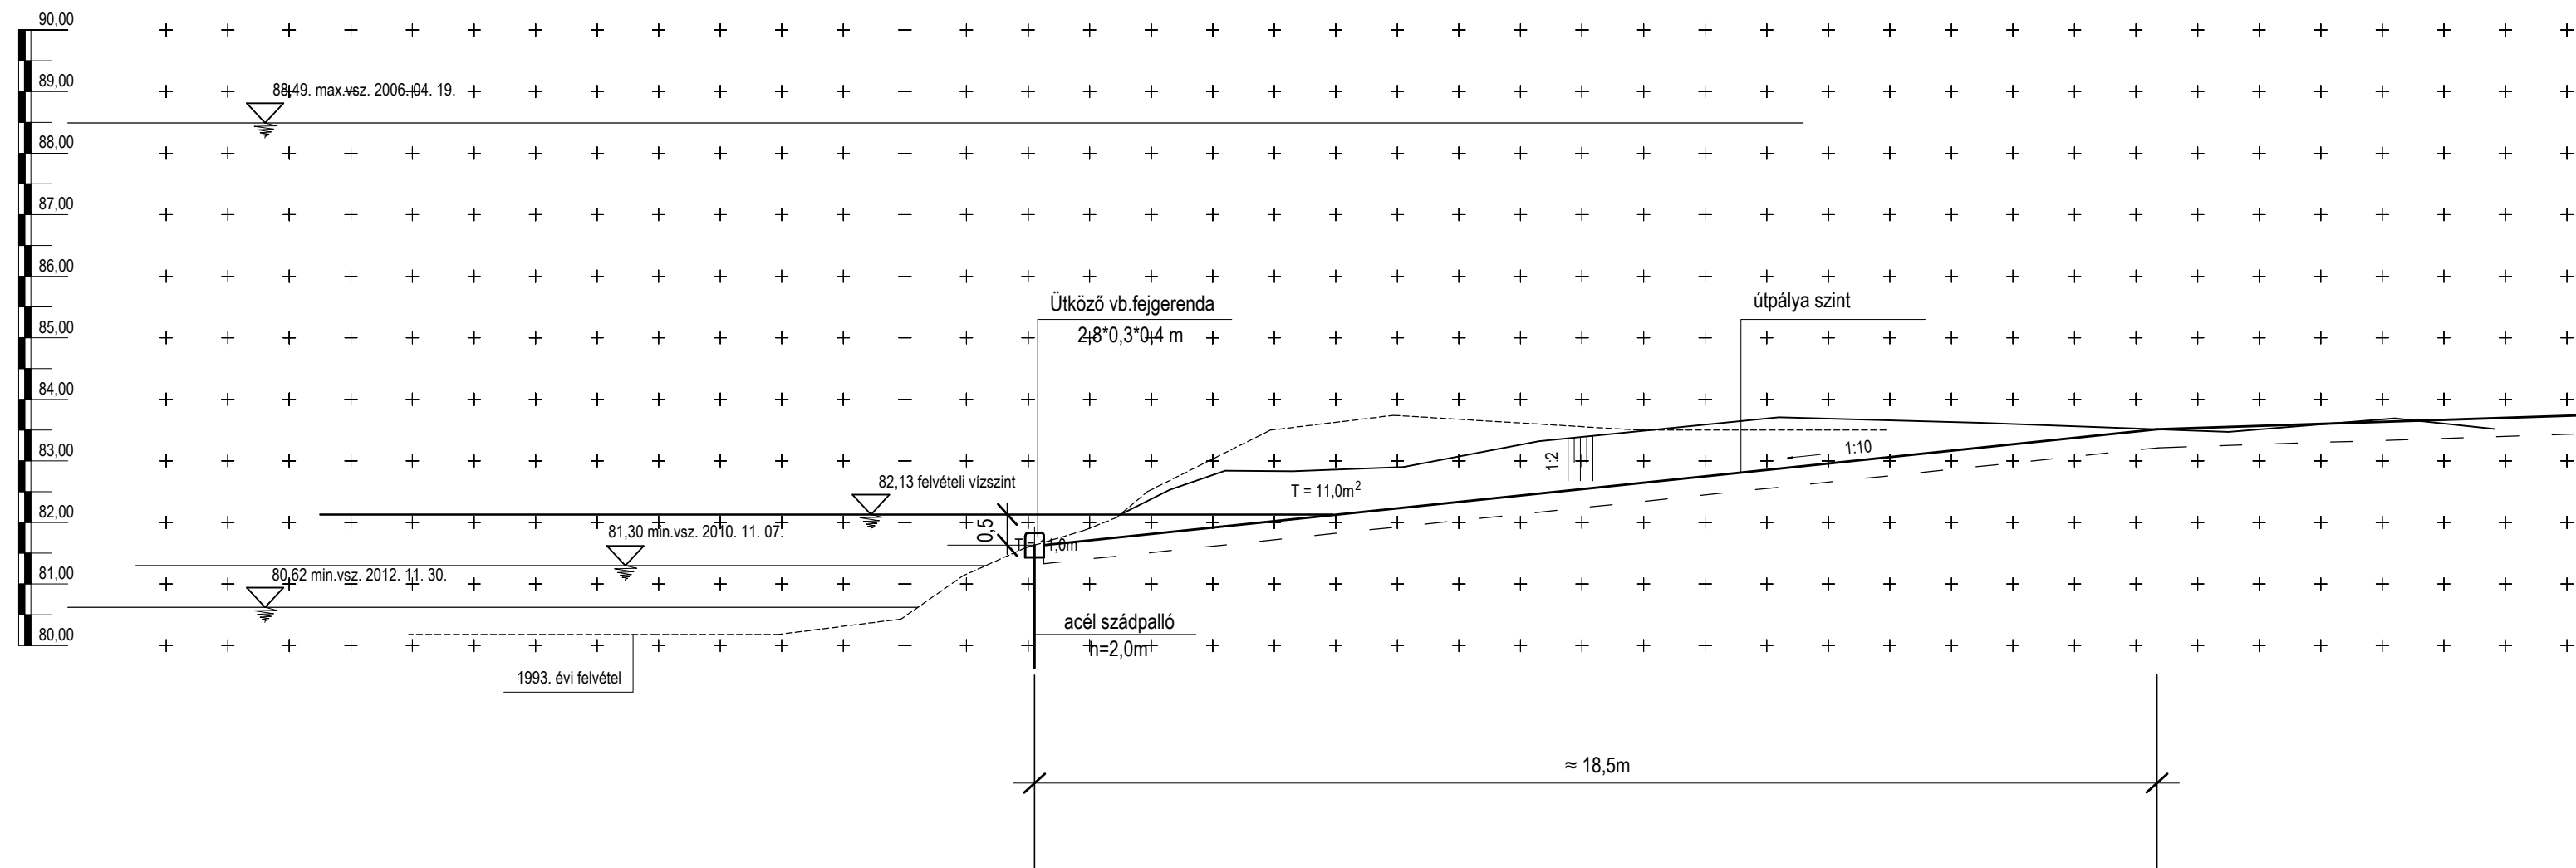 90,00
89,00
88,49. max.vsz. 2006. 04. 19.
88,00
87,00
86,00
Ütköző vb.fejgerenda
2,8*0,3*0,4 m
útpálya szint
85,00
84,00
83,00
1:2
1:10
82,13 felvételi vízszint
T = 11,0m²
82,00
0,5
81,30 min.vsz. 2010. 11. 07.
81,00
80,62 min.vsz. 2012. 11. 30.
acél szádpalló
h=2,0m
80,00
1993. évi felvétel
≈ 18,5m